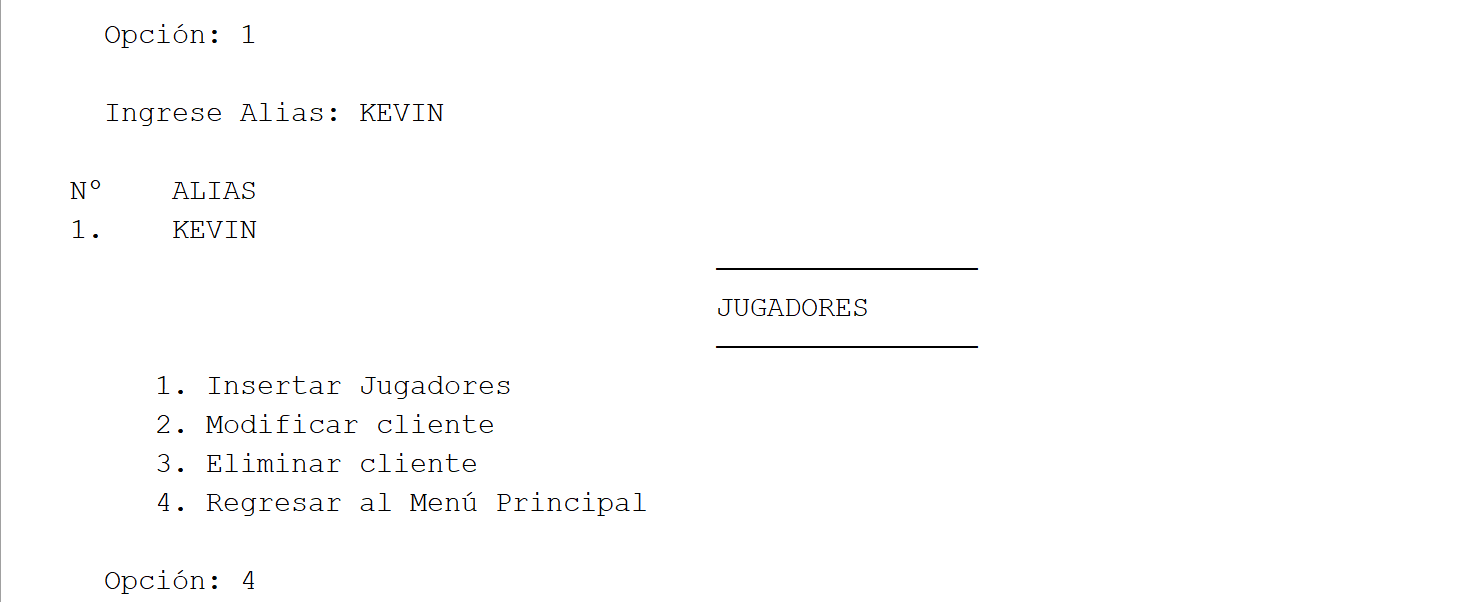 Opción: 1
Ingrese Alias: KEVIN
Nº ALIAS
1. KEVIN
JUGADORES
1. Insertar Jugadores
2. Modificar cliente
3. Eliminar cliente
4. Regresar al Menú Principal
Opción: 4